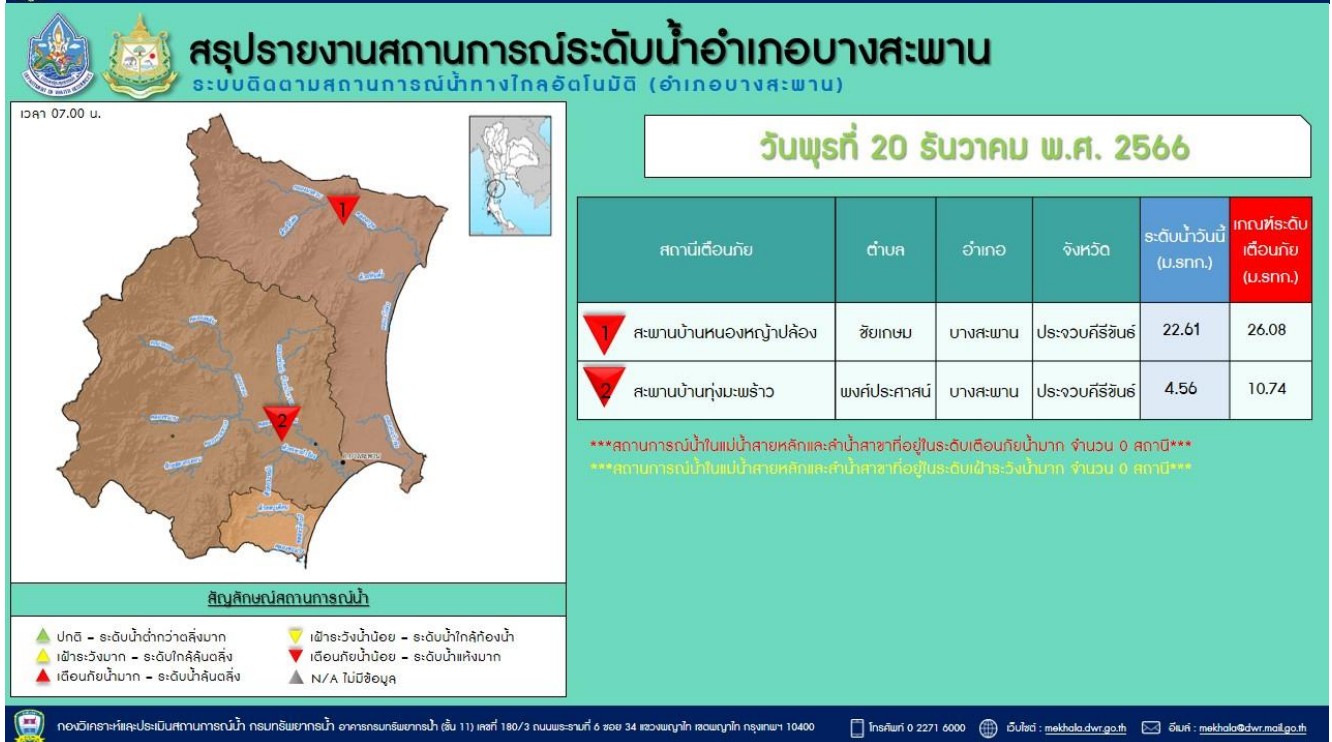 สรุปรายงานสถานการณ์ระดับน้ำอำเภอบางสะพาน
ระบบติดตามสถานการณ์น้ำทางไกลอัตโนมัติ (อำเภอบางสะพาน)
เวลา 07.00 น.
วันพุธที่ 20 ธันวาคม พ.ศ. 2566
สถานีเตือนภัย ตำบล อำเภอ จังหวัด ระดับน้ำวันนี้ (ม.รทก.) เกณฑ์ระดับเตือนภัย (ม.รทก.)
1 สะพานบ้านหนองหญ้าปล้อง ชัยเกษม บางสะพาน ประจวบคีรีขันธ์ 22.61 26.08
2 สะพานบ้านทุ่งมะพร้าว พงศ์ประศาสน์ บางสะพาน ประจวบคีรีขันธ์ 4.56 10.74
***สถานการณ์น้ำในแม่น้ำสายหลักและลำน้ำสาขาที่อยู่ในระดับเตือนภัยน้ำมาก จำนวน 0 สถานี***
***สถานการณ์น้ำในแม่น้ำสายหลักและลำน้ำสาขาที่อยู่ในระดับเฝ้าระวังน้ำมาก จำนวน 0 สถานี***
1
2
สัญลักษณ์สถานการณ์น้ำ
ปกติ - ระดับน้ำต่ำกว่าตลิ่งมาก
เฝ้าระวังน้ำน้อย - ระดับน้ำใกล้ท้องน้ำ
เฝ้าระวังมาก - ระดับใกล้ล้นตลิ่ง
เตือนภัยน้ำน้อย - ระดับน้ำแห้งมาก
เตือนภัยน้ำมาก - ระดับน้ำล้นตลิ่ง
N/A ไม่มีข้อมูล
กองวิเคราะห์และประเมินสถานการณ์น้ำ กรมทรัพยากรน้ำ อาคารกรมทรัพยากรน้ำ (ชั้น 11) เลขที่ 180/3 ถนนพระรามที่ 6 ซอย 34 แขวงพญาไท เขตพญาไท กรุงเทพฯ 10400 โทรศัพท์ 0 2271 6000 เว็บไซต์ : mekhala.dwr.go.th อีเมล์ : mekhala@dwr.mail.go.th